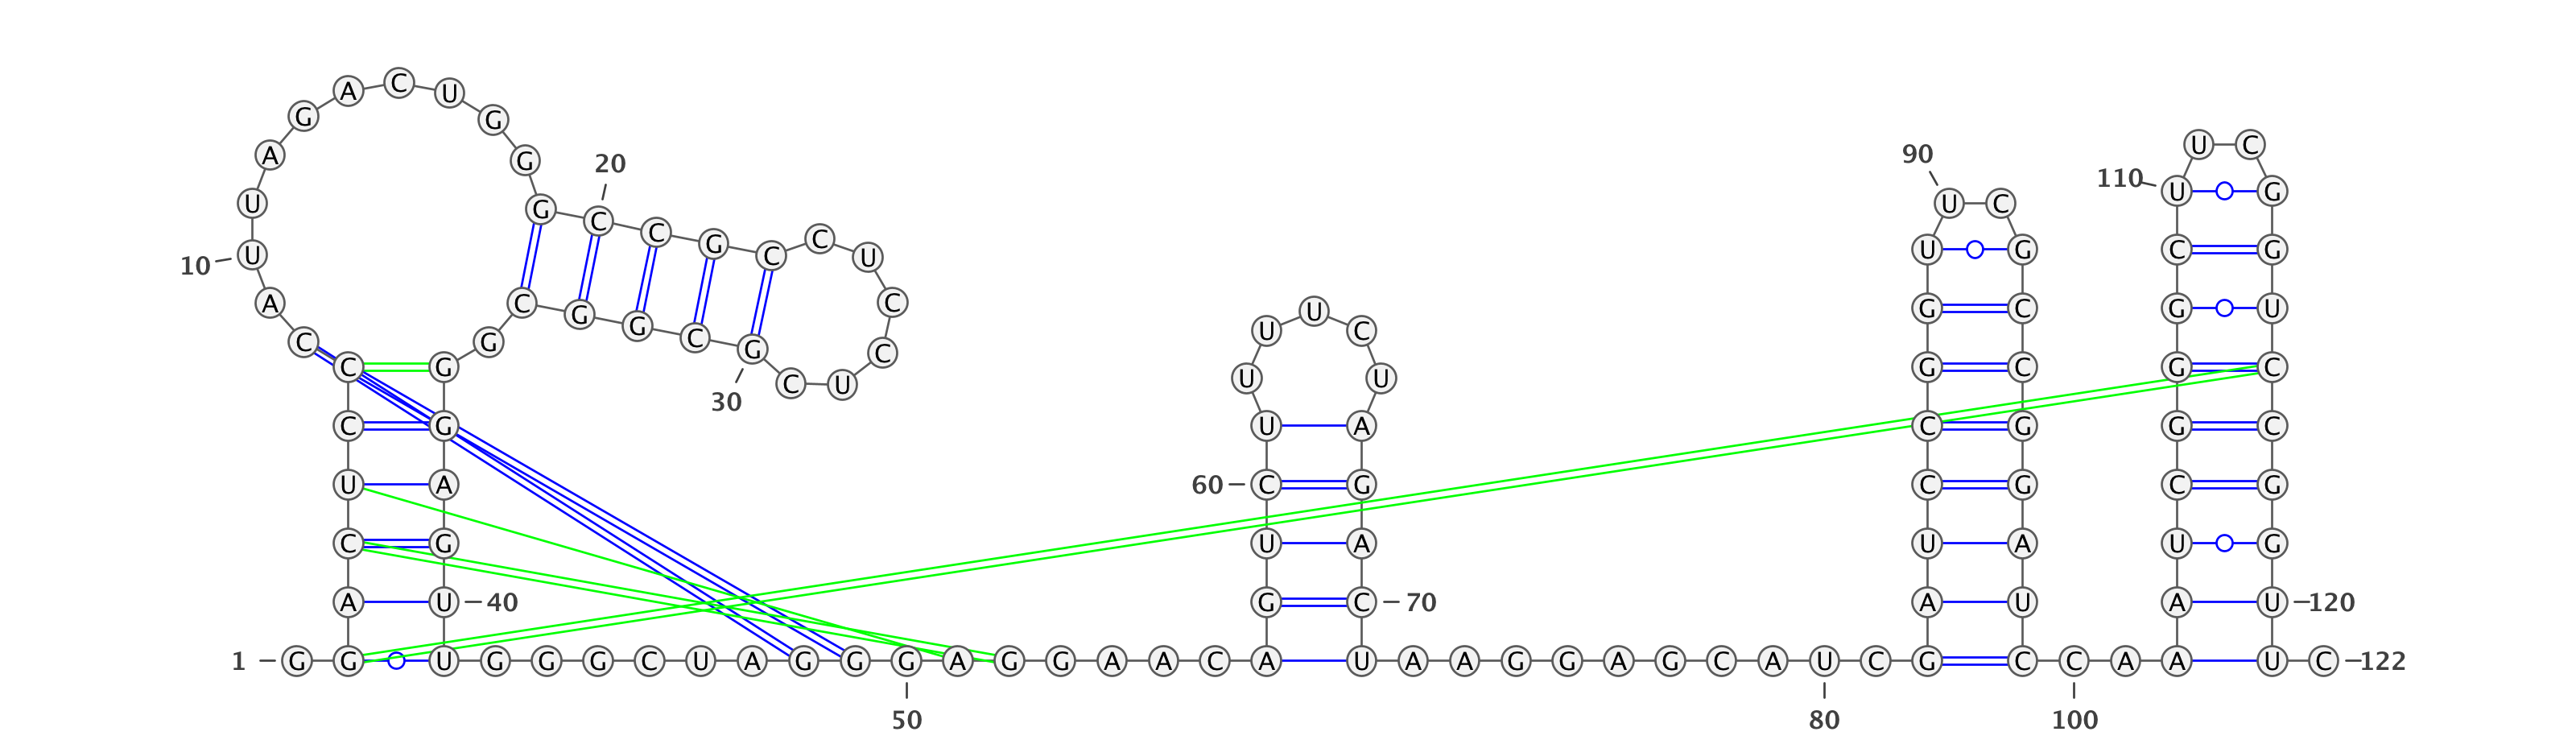 1
G G A C U C C C A
10
U U A G A C U G G G
20
C C G C C U C C U C
30
G C G G C G G G A G
40
U U G G G C U A G G
50
G A G G A A C A G U
60
C U U U U C U A G A
70
C U A A G G A G C A
80
U C G A U C C G G U
90
U C G C C G G A U C
100
C A A A U C G G G C
110
U U C G G U C C G G
120
U U C
122